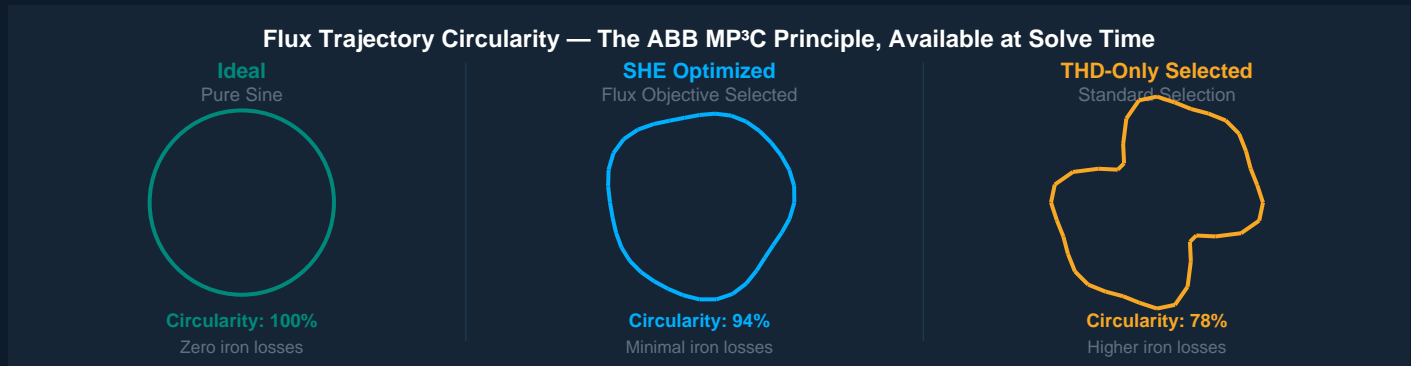 Flux Trajectory Circularity — The ABB MP³C Principle, Available at Solve Time
Ideal
Pure Sine
Circularity: 100%
Zero iron losses
SHE Optimized
Flux Objective Selected
Circularity: 94%
Minimal iron losses
THD-Only Selected
Standard Selection
Circularity: 78%
Higher iron losses